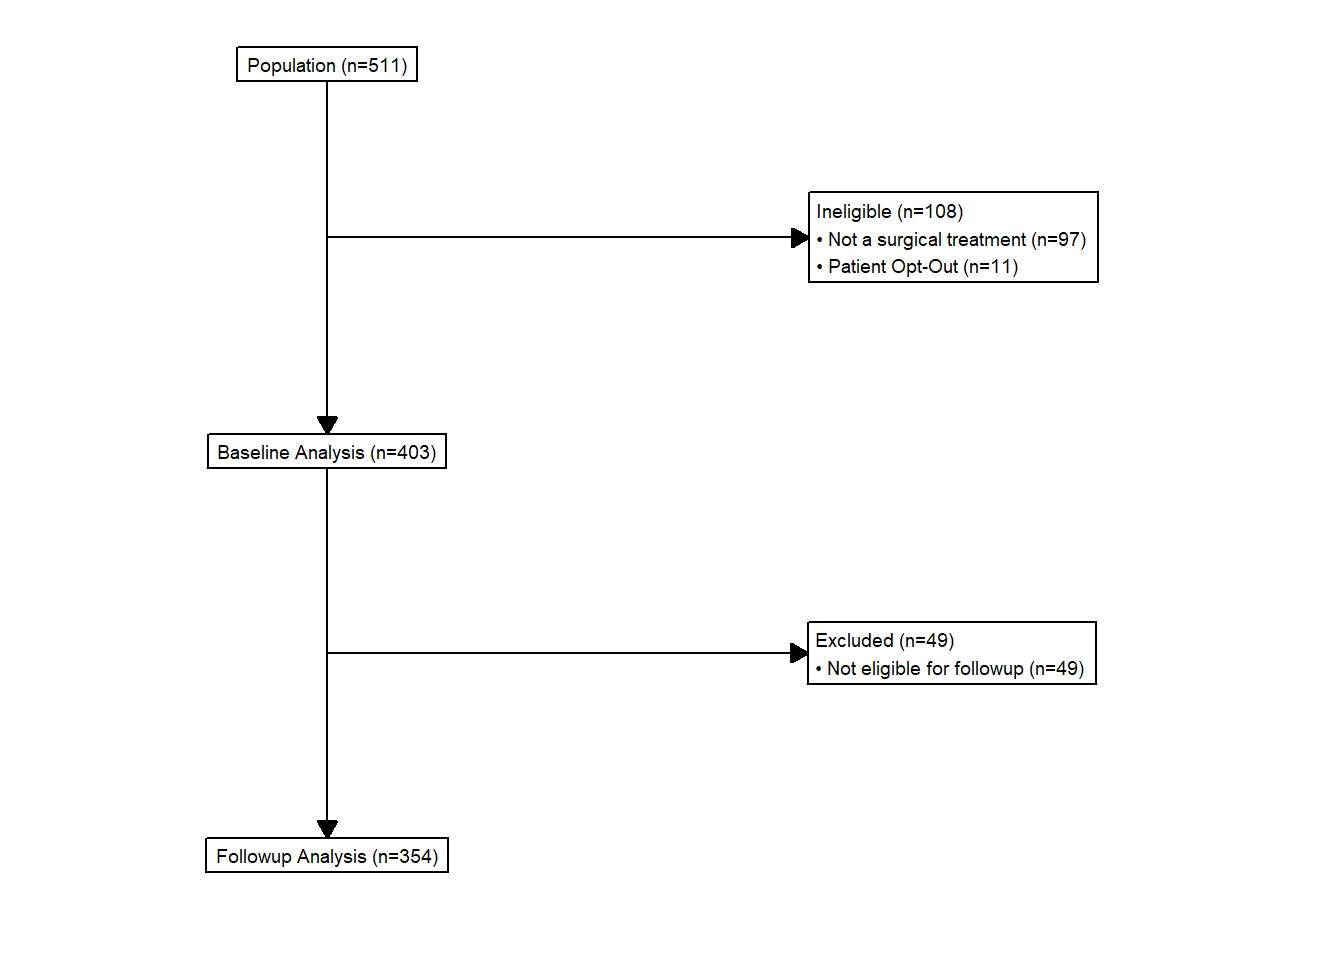 Population (n=511)
Ineligible (n=108)
• Not a surgical treatment (n=97)
• Patient Opt-Out (n=11)
Baseline Analysis (n=403)
Excluded (n=49)
• Not eligible for followup (n=49)
Followup Analysis (n=354)